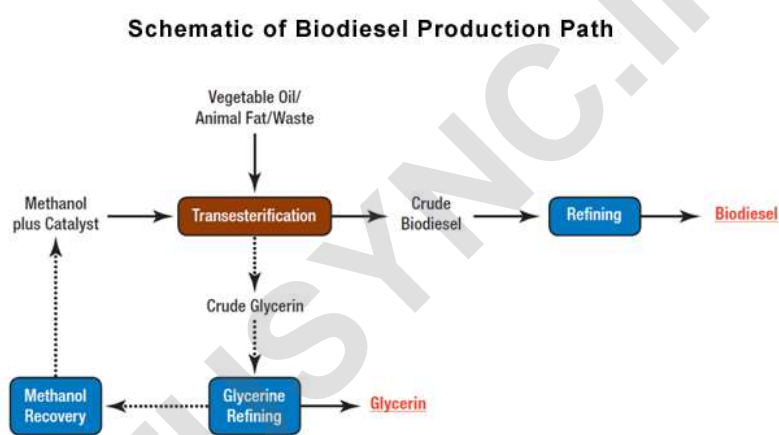 Schematic of Biodiesel Production Path
Vegetable Oil/
Animal Fat/Waste
Methanol
plus Catalyst
Transesterification
Crude
Biodiesel
Refining
Biodiesel
Crude Glycerin
Methanol
Recovery
Glycerine
Refining
Glycerin